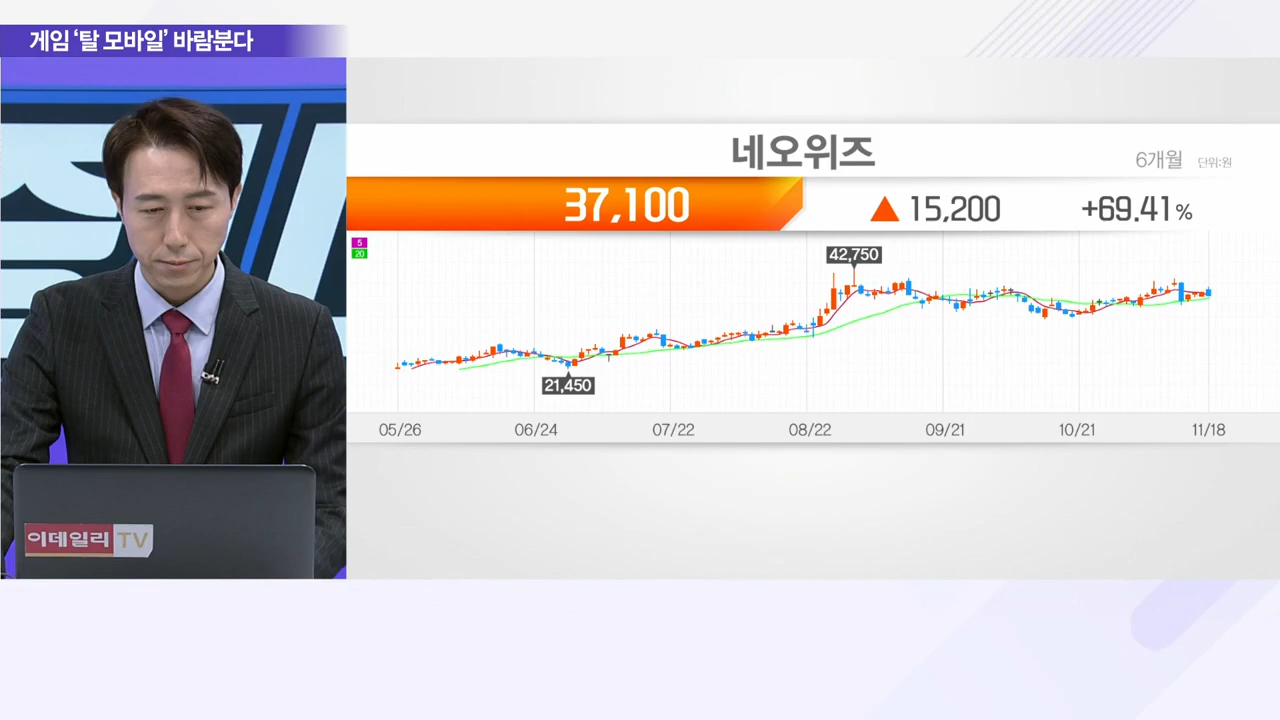 게임 ‘탈 모바일’ 바람분다
네오위즈
6개월 단위:원
37,100 ▲ 15,200 +69.41%
5
20
42,750
21,450
05/26 06/24 07/22 08/22 09/21 10/21 11/18
이데일리 TV